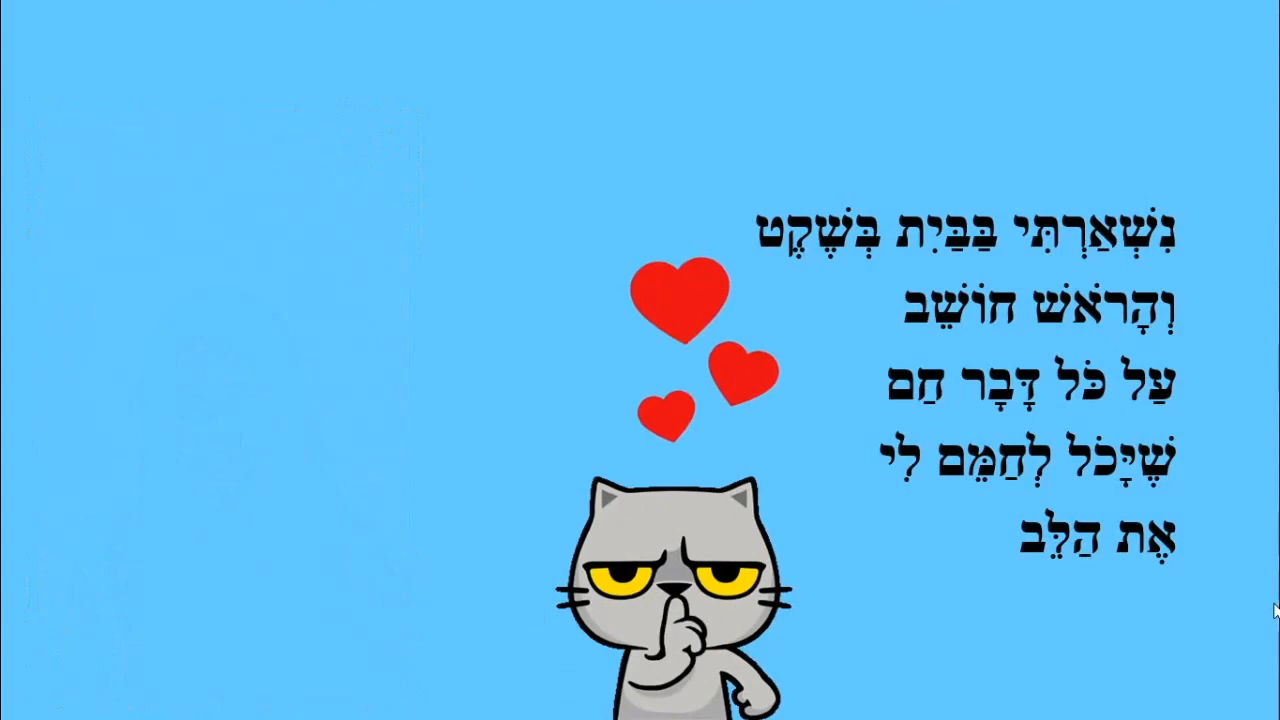 נִשְׁאַרְתִּי בַּבַּיִת בְּשֶׁקֶט
וְהָרֹאשׁ חוֹשֵׁב
עַל כֹּל דָּבָר חַם
שֶׁיָּכֹל לְחַמֵּם לִי
אֶת הַלֵּב